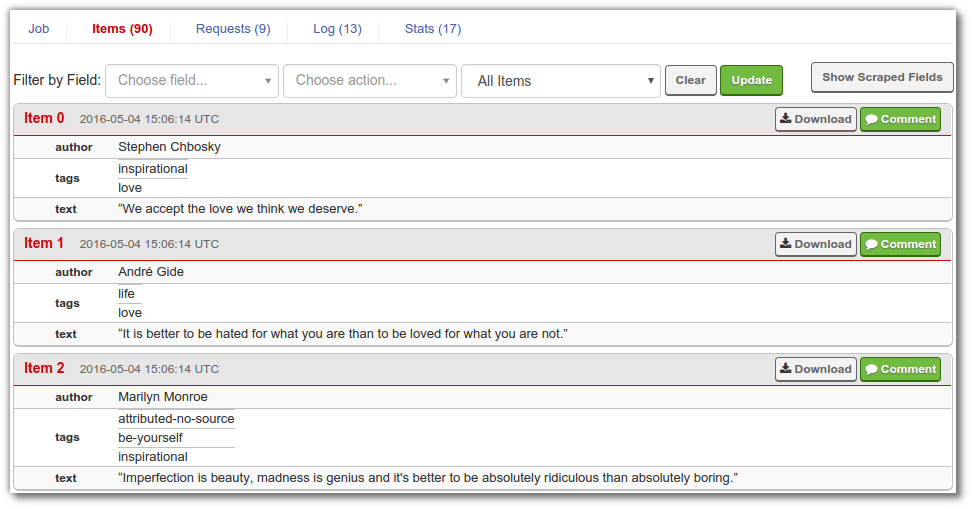 Job Items (90) Requests (9) Log (13) Stats (17)
Filter by Field: Choose field... Choose action... All Items Clear Update Show Scraped Fields
Item 0 2016-05-04 15:06:14 UTC Download Comment
author Stephen Chbosky
tags inspirational
love
text “We accept the love we think we deserve.”
Item 1 2016-05-04 15:06:14 UTC Download Comment
author André Gide
tags life
love
text “It is better to be hated for what you are than to be loved for what you are not.”
Item 2 2016-05-04 15:06:14 UTC Download Comment
author Marilyn Monroe
attributed-no-source
tags be-yourself
inspirational
text “Imperfection is beauty, madness is genius and it's better to be absolutely ridiculous than absolutely boring.”